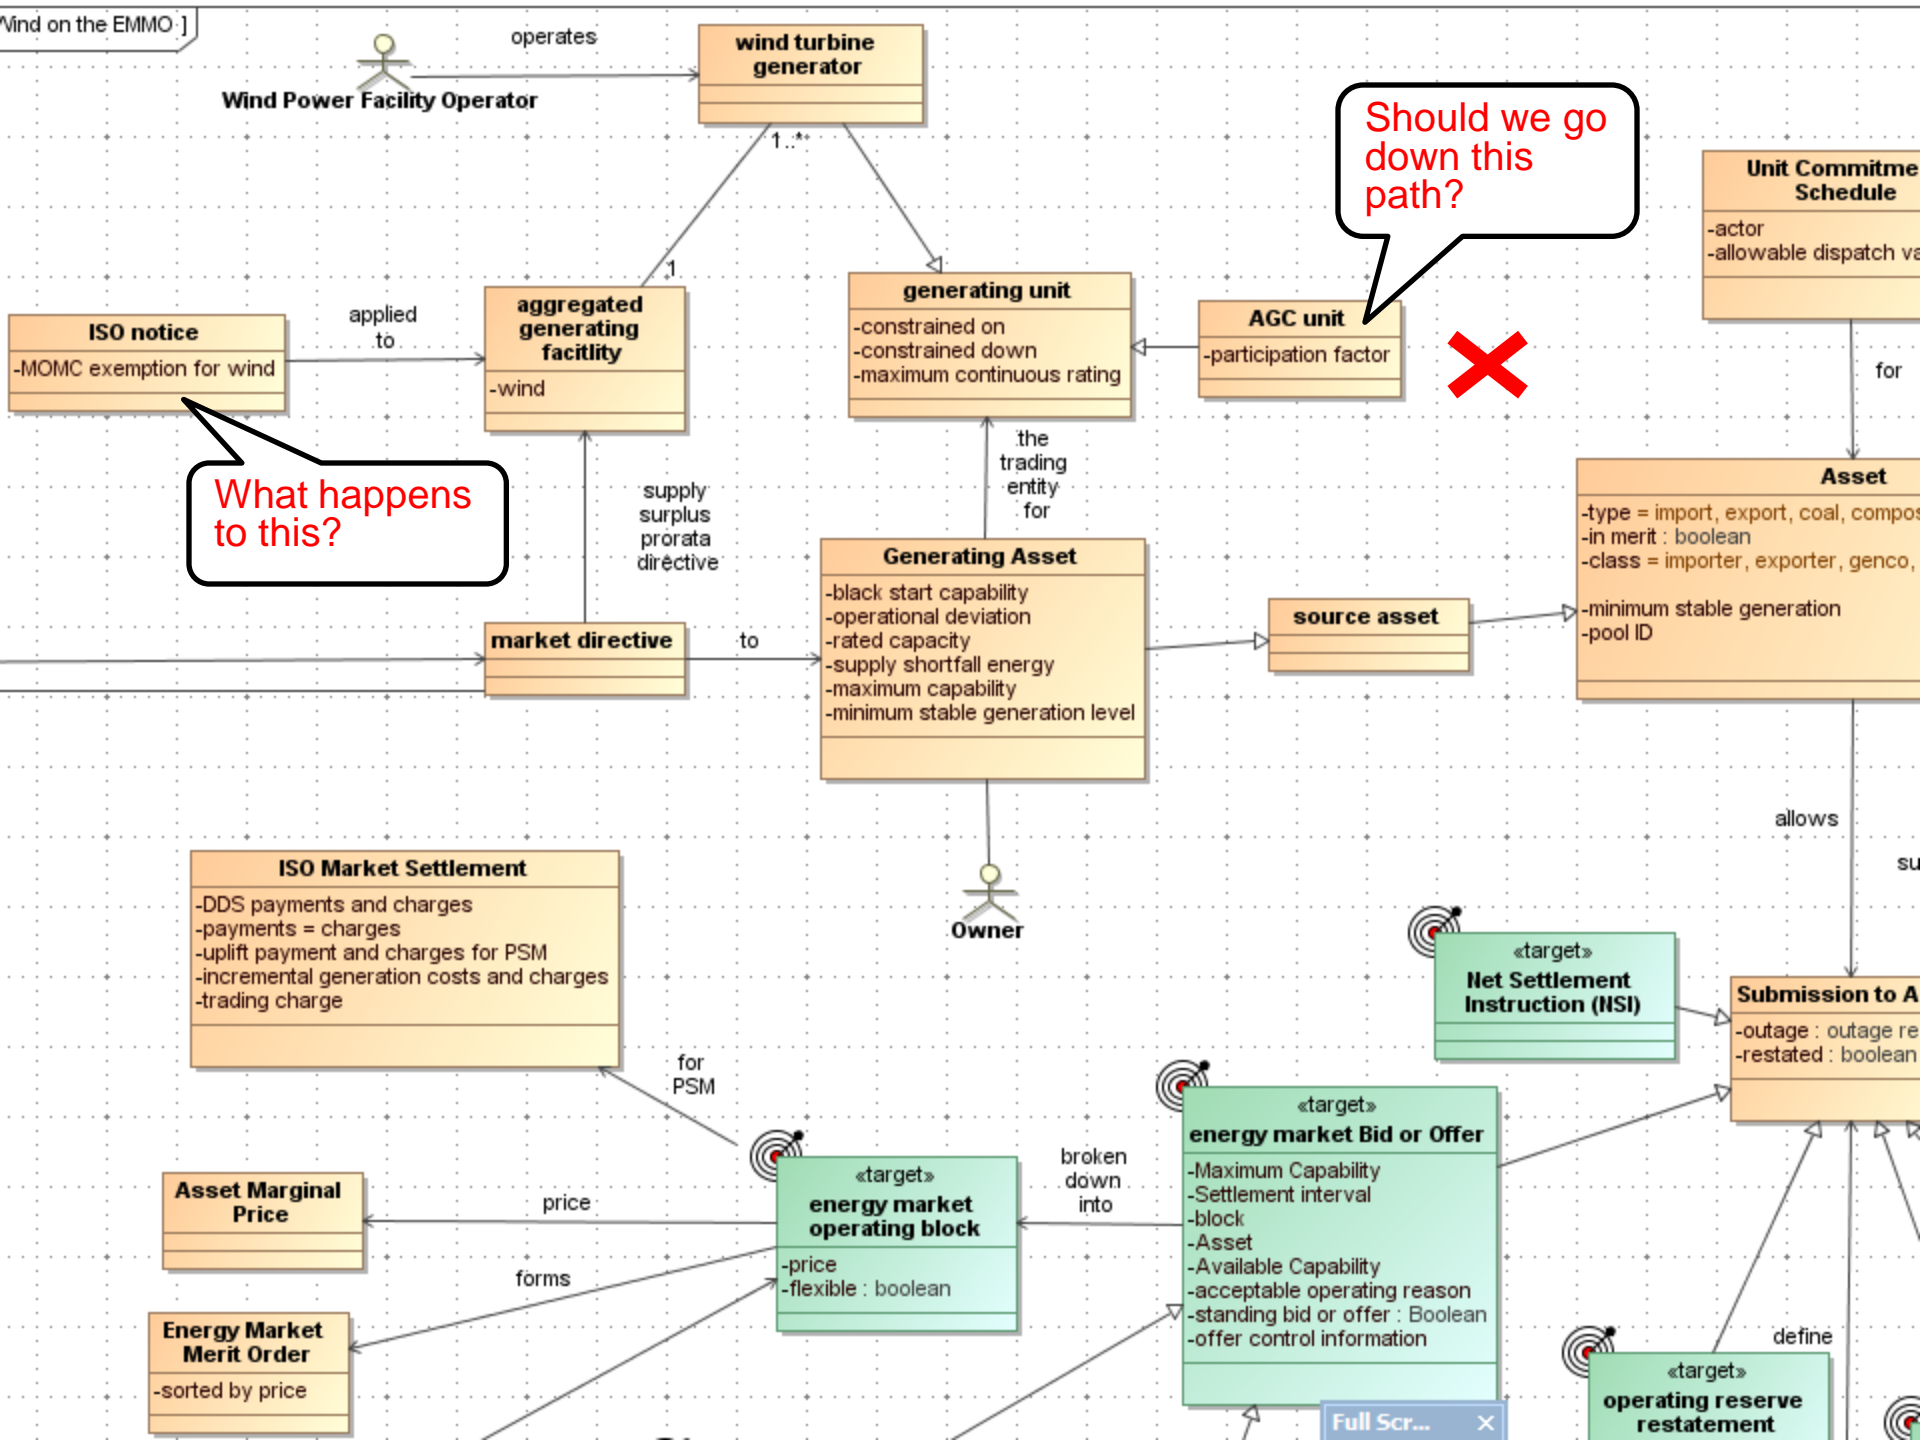 Wind on the EMMO ]
operates
wind turbine
generator
Wind Power Facility Operator
1..*
1
Should we go
down this
path?
Unit Commitme
Schedule
-actor
-allowable dispatch va
ISO notice
-MOMC exemption for wind
applied
to
aggregated
generating
facitlity
-wind
generating unit
-constrained on
-constrained down
-maximum continuous rating
AGC unit
-participation factor
for
What happens
to this?
supply
surplus
prorata
directive
the
trading
entity
for
Asset
-type = import, export, coal, compos
-in merit : boolean
-class = importer, exporter, genco,
-minimum stable generation
-pool ID
market directive
to
Generating Asset
-black start capability
-operational deviation
-rated capacity
-supply shortfall energy
-maximum capability
-minimum stable generation level
source asset
Owner
allows
su
ISO Market Settlement
-DDS payments and charges
-payments = charges
-uplift payment and charges for PSM
-incremental generation costs and charges
-trading charge
«target»
Net Settlement
Instruction (NSI)
Submission to A
-outage : outage re
-restated : boolean
for
PSM
«target»
energy market Bid or Offer
-Maximum Capability
-Settlement interval
-block
-Asset
-Available Capability
-acceptable operating reason
-standing bid or offer : Boolean
-offer control information
broken
down
into
«target»
energy market
operating block
-price
-flexible : boolean
Asset Marginal
Price
price
forms
Energy Market
Merit Order
-sorted by price
define
«target»
operating reserve
restatement
Full Scr...